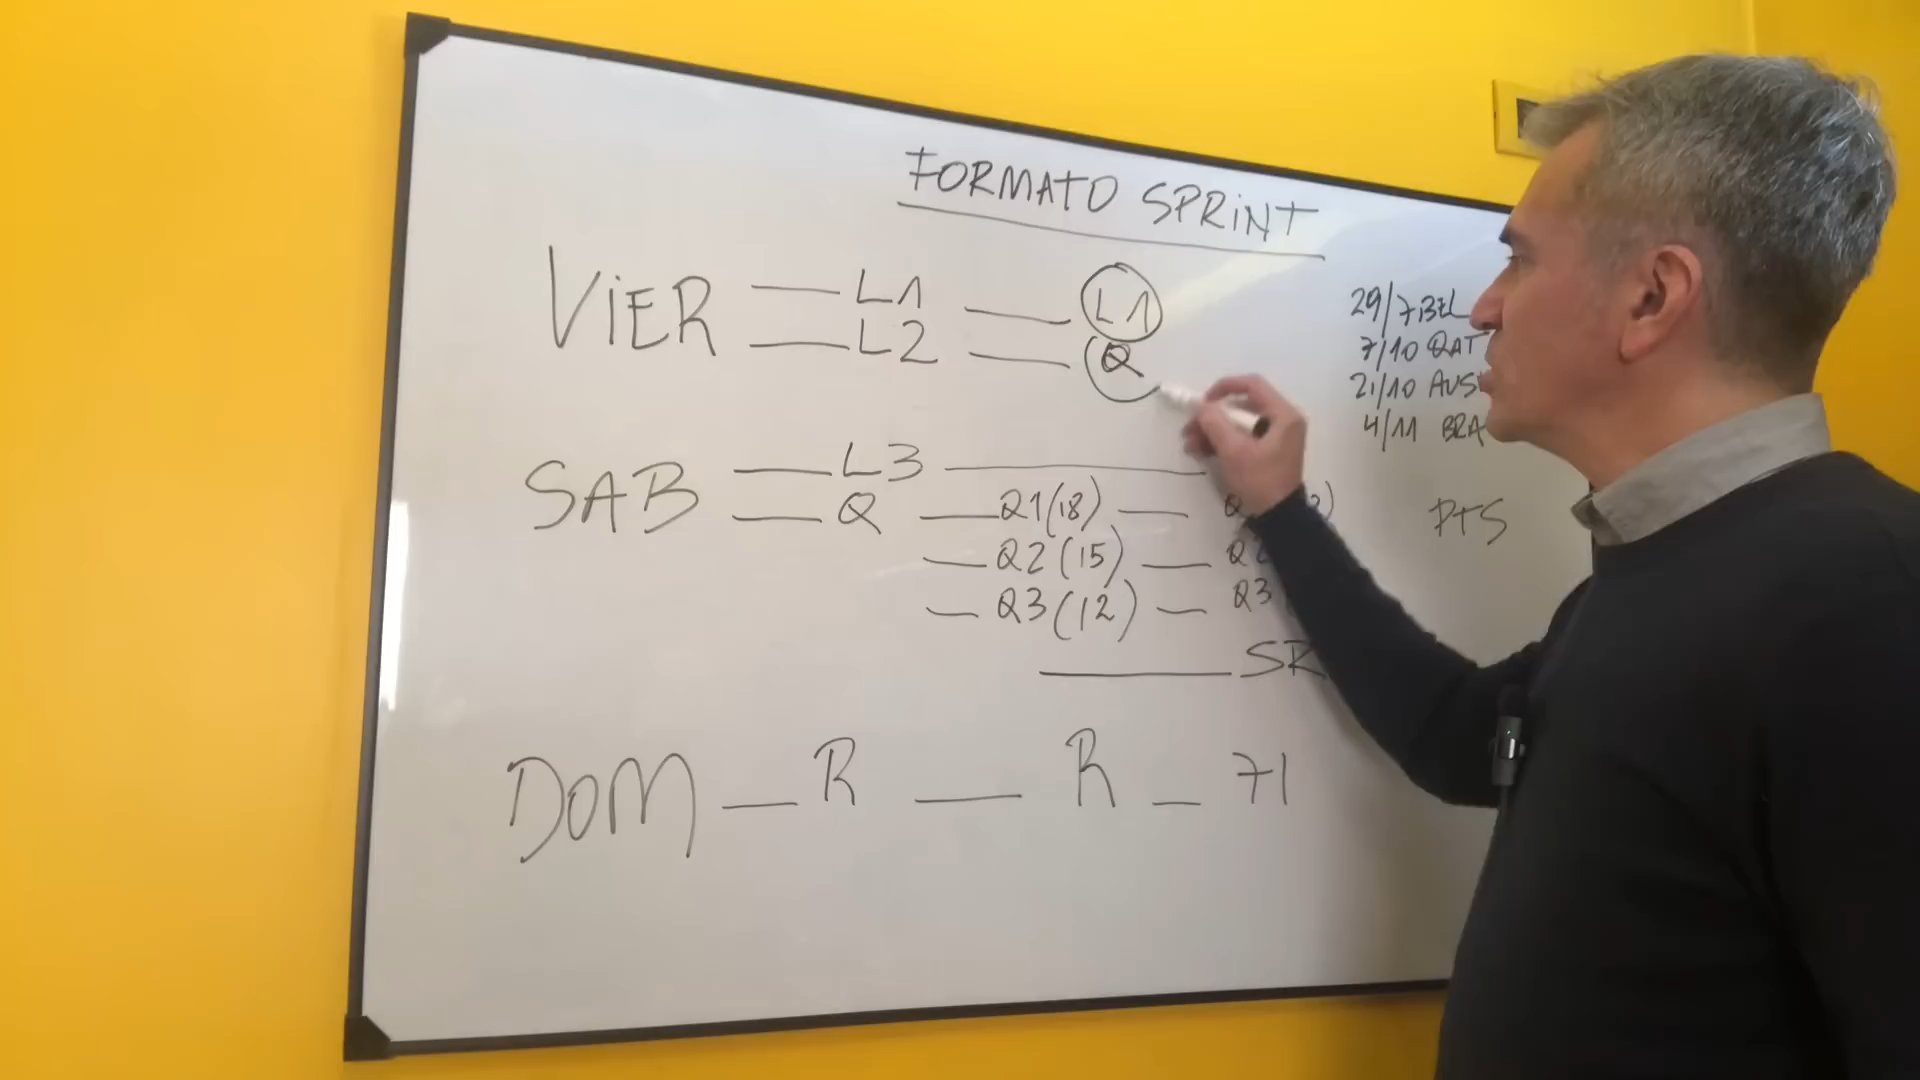 FORMATO SPRINT
VIER — L1 — L1
— L2 — Q
29/7 BEL
7/10 QAT
21/10 AUS
4/11 BRA
SAB — L3 —
— Q — Q1 (18) — Q
— Q2 (15) — Q2
— Q3 (12) — Q3
— SR
PTS
DOM — R — R — 71